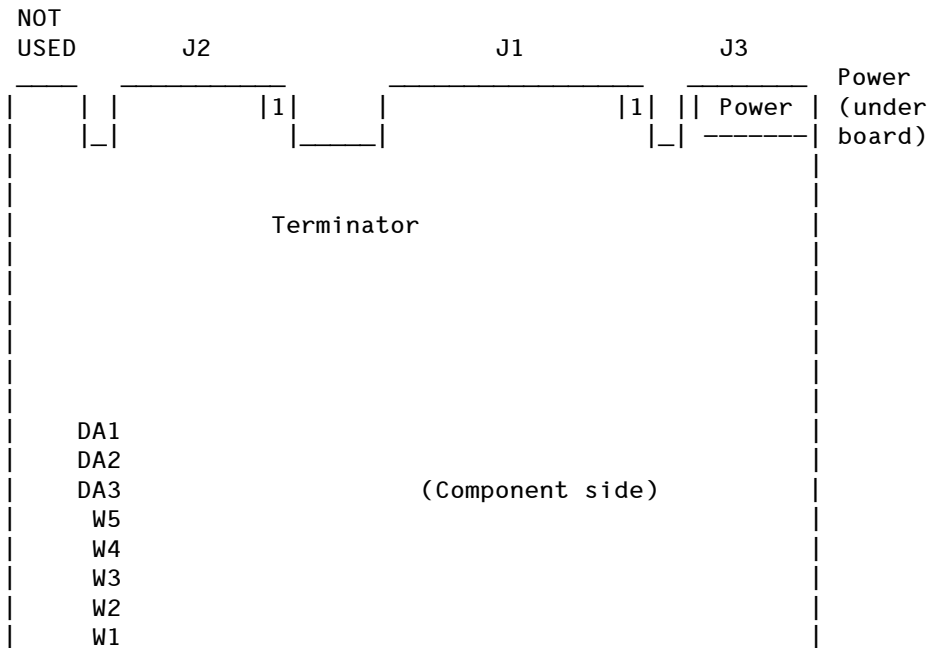 NOT
USED J2 J1 J3
Power
|1| |1| Power (under
board)
Terminator
DA1
DA2
DA3 (Component side)
W5
W4
W3
W2
W1